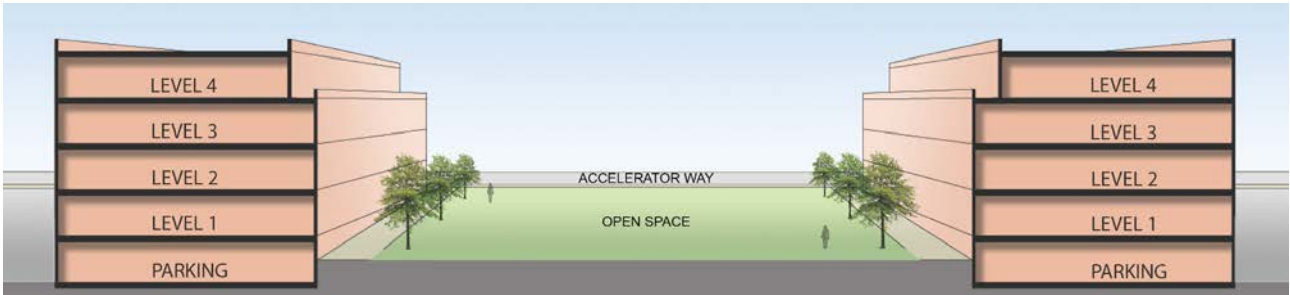 LEVEL 4
LEVEL 3
LEVEL 2
LEVEL 1
PARKING
ACCELERATOR WAY
OPEN SPACE
LEVEL 4
LEVEL 3
LEVEL 2
LEVEL 1
PARKING